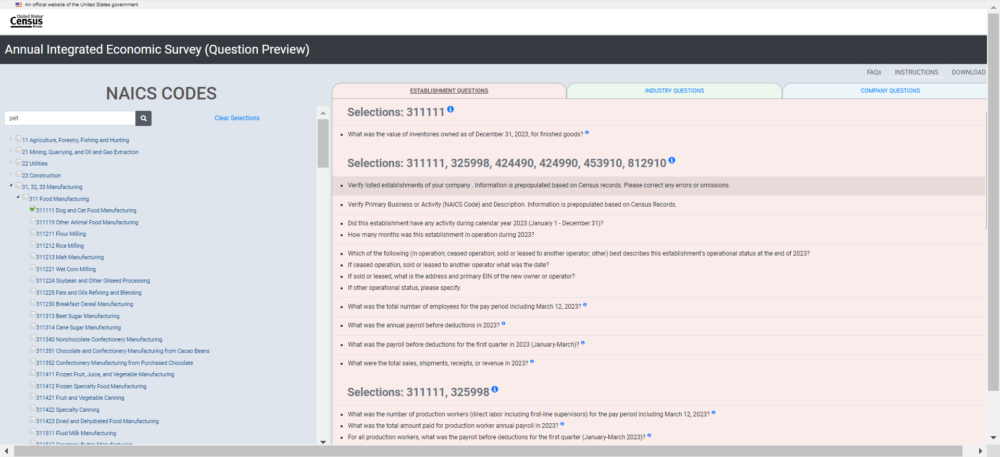 An official website of the United States government
United States®
Census
Bureau
Annual Integrated Economic Survey (Question Preview)
FAQs
INSTRUCTIONS
DOWNLOAD
NAICS CODES
pet
Clear Selections
11 Agriculture, Forestry, Fishing and Hunting
21 Mining, Quarrying, and Oil and Gas Extraction
22 Utilities
23 Construction
31, 32, 33 Manufacturing
311 Food Manufacturing
311111 Dog and Cat Food Manufacturing
311119 Other Animal Food Manufacturing
311211 Flour Milling
311212 Rice Milling
311213 Malt Manufacturing
311221 Wet Corn Milling
311224 Soybean and Other Oilseed Processing
311225 Fats and Oils Refining and Blending
311230 Breakfast Cereal Manufacturing
311313 Beet Sugar Manufacturing
311314 Cane Sugar Manufacturing
311340 Nonchocolate Confectionery Manufacturing
311351 Chocolate and Confectionery Manufacturing from Cacao Beans
311352 Confectionery Manufacturing from Purchased Chocolate
311411 Frozen Fruit, Juice, and Vegetable Manufacturing
311412 Frozen Specialty Food Manufacturing
311421 Fruit and Vegetable Canning
311422 Specialty Canning
311423 Dried and Dehydrated Food Manufacturing
311511 Fluid Milk Manufacturing
311512 Creamery Butter Manufacturing
ESTABLISHMENT QUESTIONS
INDUSTRY QUESTIONS
COMPANY QUESTIONS
Selections: 311111
• What was the value of inventories owned as of December 31, 2023, for finished goods?
Selections: 311111, 325998, 424490, 424990, 453910, 812910
• Verify listed establishments of your company . Information is prepopulated based on Census records. Please correct any errors or omissions.
• Verify Primary Business or Activity (NAICS Code) and Description. Information is prepopulated based on Census Records.
• Did this establishment have any activity during calendar year 2023 (January 1 - December 31)?
• How many months was this establishment in operation during 2023?
• Which of the following (in operation; ceased operation; sold or leased to another operator; other) best describes this establishment's operational status at the end of 2023?
• If ceased operation, sold or leased to another operator what was the date?
• If sold or leased, what is the address and primary EIN of the new owner or operator?
• If other operational status, please specify.
• What was the total number of employees for the pay period including March 12, 2023?
• What was the annual payroll before deductions in 2023?
• What was the payroll before deductions for the first quarter in 2023 (January-March)?
• What were the total sales, shipments, receipts, or revenue in 2023?
Selections: 311111, 325998
• What was the number of production workers (direct labor including first-line supervisors) for the pay period including March 12, 2023?
• What was the total amount paid for production worker annual payroll in 2023?
• For all production workers, what was the payroll before deductions for the first quarter (January-March 2023)?